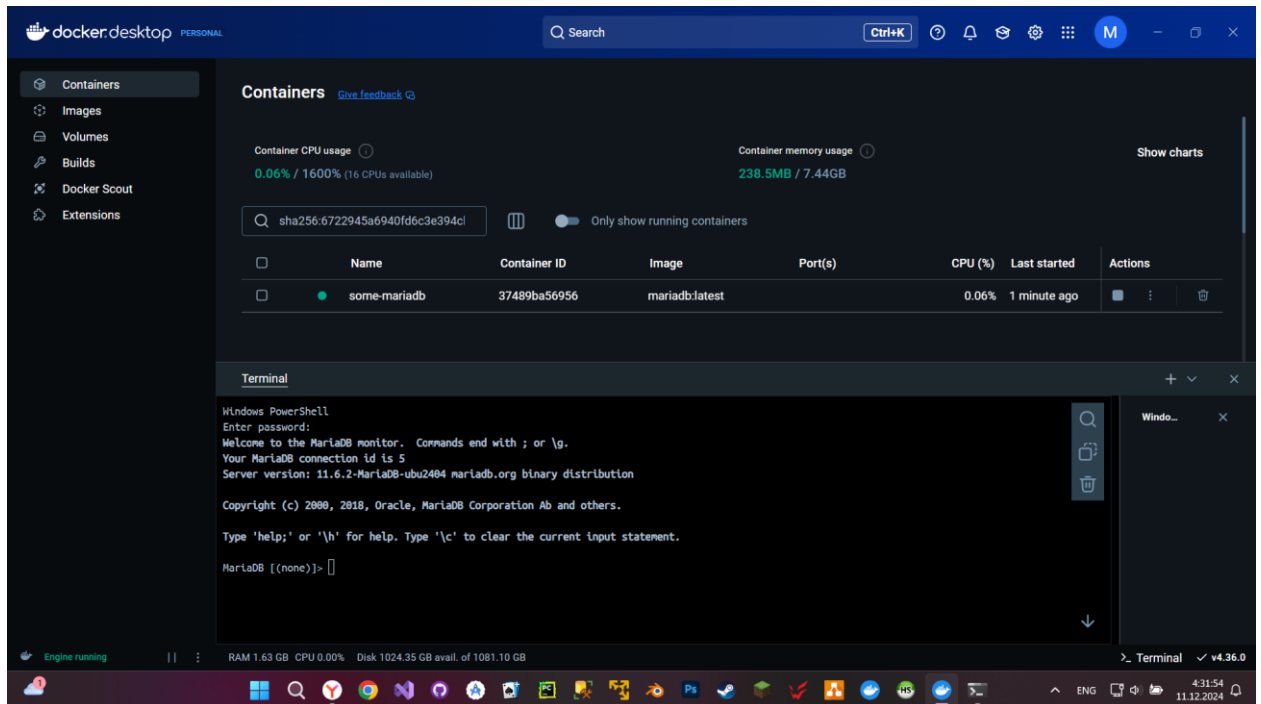 docker.desktop PERSONAL
Search
Ctrl+K
M
Containers
Images
Volumes
Builds
Docker Scout
Extensions
Containers Give feedback
Container CPU usage
0.06% / 1600% (16 CPUs available)
Container memory usage
238.5MB / 7.44GB
Show charts
sha256:6722945a6940fd6c3e394c
Only show running containers
Name Container ID Image Port(s) CPU (%) Last started Actions
some-mariadb 37489ba56956 mariadb:latest 0.06% 1 minute ago
Terminal
Windows PowerShell
Enter password:
Welcome to the MariaDB monitor. Commands end with ; or \g.
Your MariaDB connection id is 5
Server version: 11.6.2-MariaDB-ubu2404 mariadb.org binary distribution
Copyright (c) 2000, 2018, Oracle, MariaDB Corporation Ab and others.
Type 'help;' or '\h' for help. Type '\c' to clear the current input statement.
MariaDB [(none)]>
Windo...
Engine running
RAM 1.63 GB CPU 0.00% Disk 1024.35 GB avail. of 1081.10 GB
Terminal
v4.36.0
1
PC
Ps
HS
ENG
4:31:54
11.12.2024